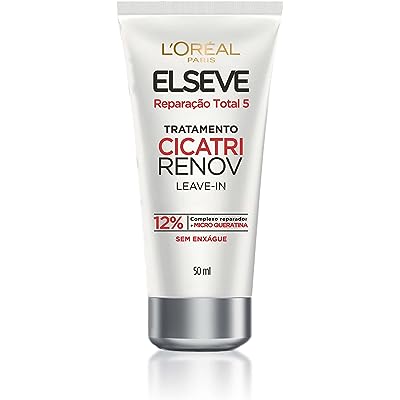 L'ORÉAL
PARIS
ELSEVE
Reparação Total 5
TRATAMENTO
CICATRI
RENOV
LEAVE-IN
12% Complexo reparador
+ MICRO QUERATINA
SEM ENXÁGUE
50 ml